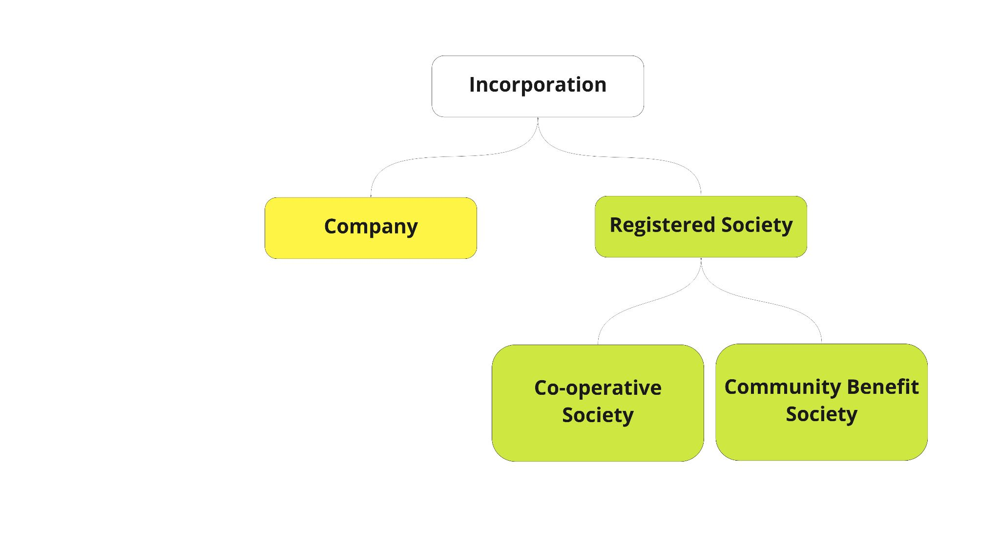 Incorporation
Company
Registered Society
Co-operative
Society
Community Benefit
Society